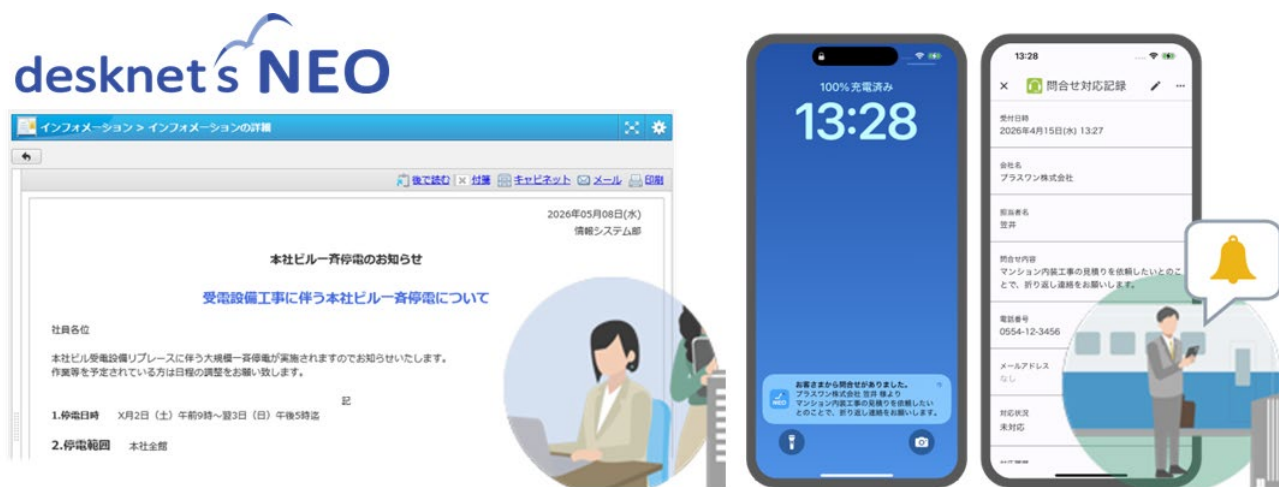 desknet's NEO
インフォメーション > インフォメーションの詳細
後で読む 付箋 キャビネット メール 印刷
2026年05月08日(水)
情報システム部
本社ビル一斉停電のお知らせ
受電設備工事に伴う本社ビル一斉停電について
社員各位
本社ビル受電設備リプレースに伴う大規模一斉停電が実施されますのでお知らせいたします。
作業等を予定されている方は日程の調整をお願い致します。
記
1.停電日時 X月2日（土）午前9時～翌3日（日）午後5時迄
2.停電範囲 本社全館
100%充電済み
13:28
お客さまから問合せがありました。
プラスワン株式会社 笠井 様より
マンション内装工事の見積りを依頼したい
とのことで、折り返し連絡をお願いします。
NEO
13:28
問合せ対応記録
受付日時
2026年4月15日(水) 13:27
会社名
プラスワン株式会社
担当者名
笠井
問合せ内容
マンション内装工事の見積りを依頼したいとのこ
とで、折り返し連絡をお願いします。
電話番号
0554-12-3456
メールアドレス
なし
対応状況
未対応